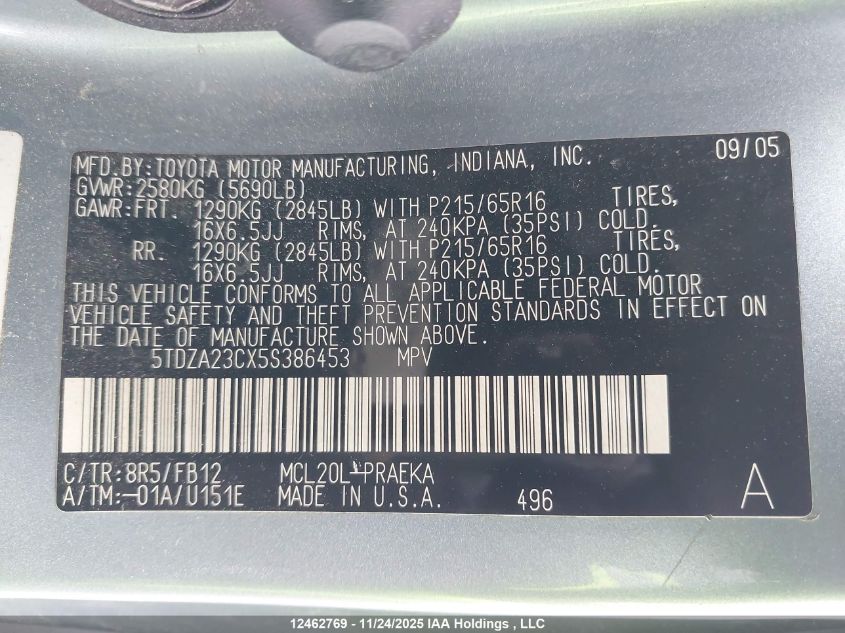 MFD.BY:TOYOTA MOTOR MANUFACTURING, INDIANA, INC. 09/05
GVWR:2580KG (5690LB)
GAWR:FRT. 1290KG (2845LB) WITH P215/65R16 TIRES,
16X6.5JJ RIMS, AT 240KPA (35PSI) COLD.
RR. 1290KG (2845LB) WITH P215/65R16 TIRES,
16X6.5JJ RIMS, AT 240KPA (35PSI) COLD.
THIS VEHICLE CONFORMS TO ALL APPLICABLE FEDERAL MOTOR
VEHICLE SAFETY AND THEFT PREVENTION STANDARDS IN EFFECT ON
THE DATE OF MANUFACTURE SHOWN ABOVE.
5TDZA23CX5S386453 MPV
C/TR:8R5/FB12 MCL20L-PRAEKA
A/TM:-01A/U151E MADE IN U.S.A. 496 A
12462769 - 11/24/2025 IAA Holdings , LLC